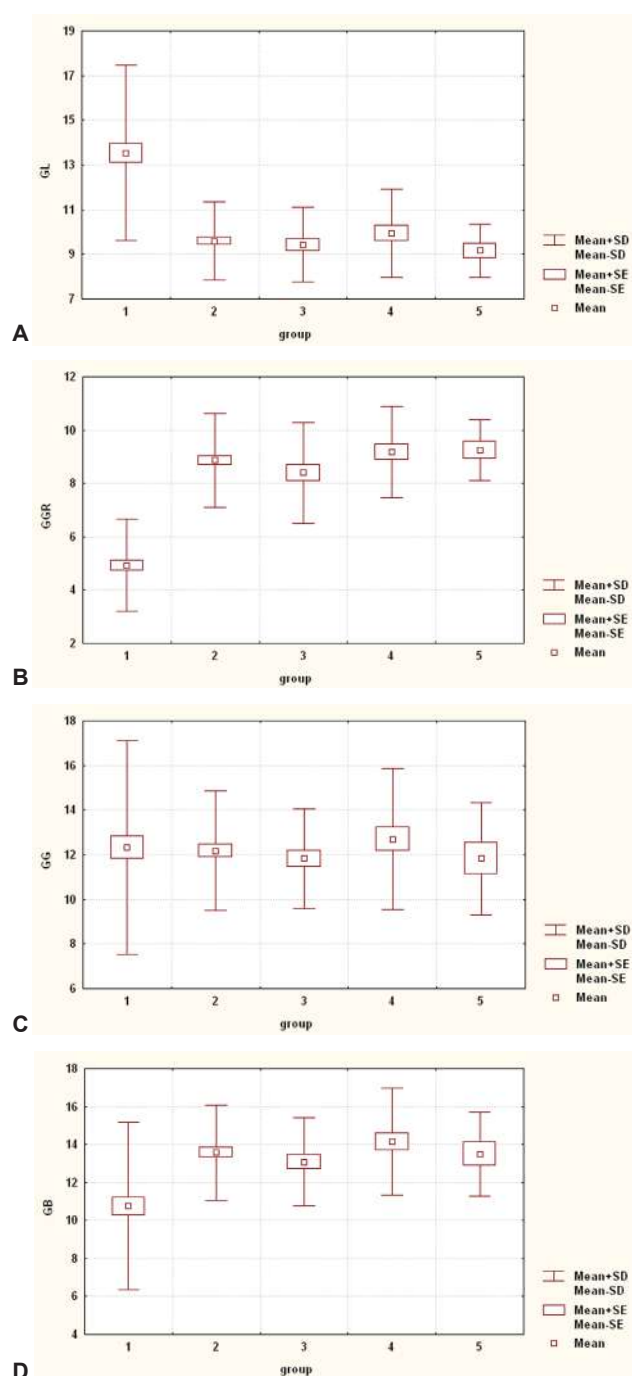 19
17
15
13
11
9
7
GL
1 2 3 4 5
group
Mean+SD
Mean-SD
Mean+SE
Mean-SE
Mean
A
12
10
8
6
4
2
GGR
1 2 3 4 5
group
Mean+SD
Mean-SD
Mean+SE
Mean-SE
Mean
B
18
16
14
12
10
8
6
GG
1 2 3 4 5
group
Mean+SD
Mean-SD
Mean+SE
Mean-SE
Mean
C
18
16
14
12
10
8
6
4
GB
1 2 3 4 5
group
Mean+SD
Mean-SD
Mean+SE
Mean-SE
Mean
D